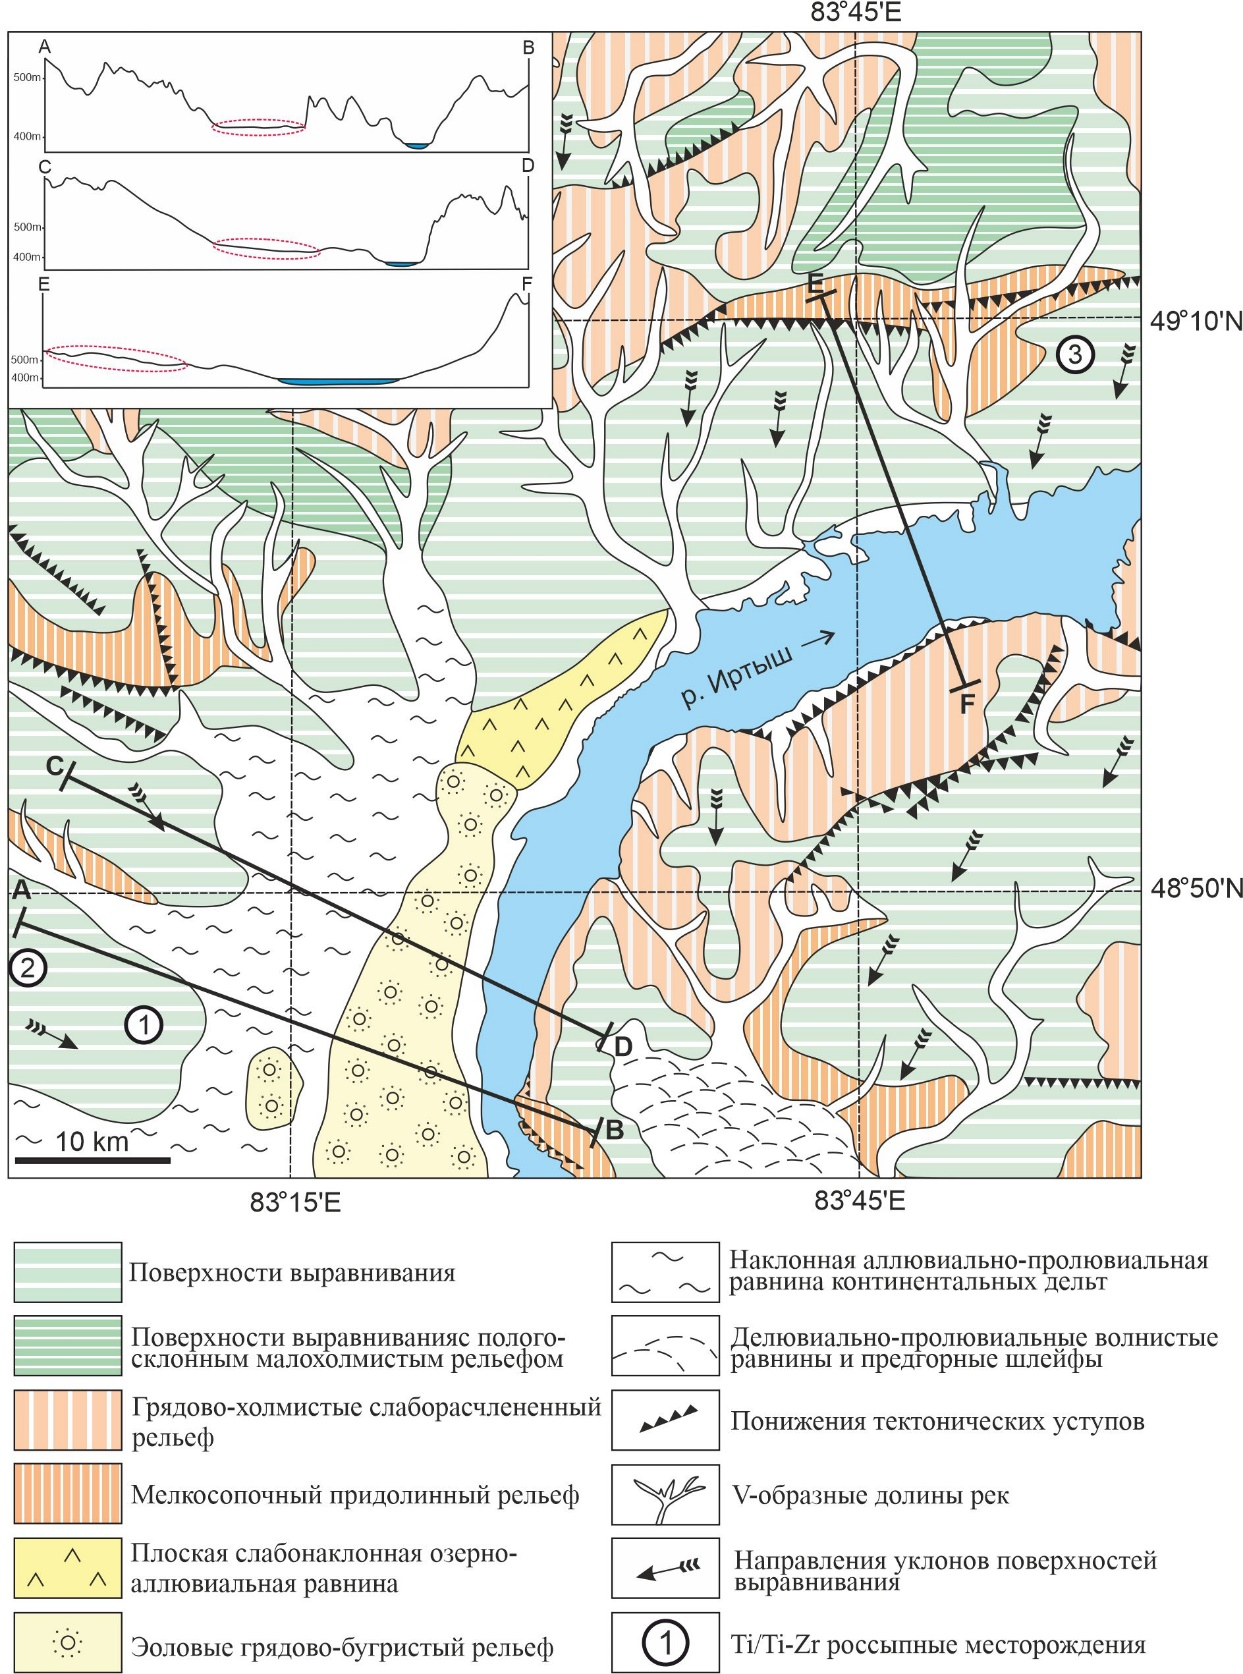 83°45'E
A
B
500m
400m
C
D
500m
400m
E
F
500m
400m
E
49°10'N
3
р. Иртыш
F
C
A
48°50'N
2
1
D
B
10 km
83°15'E
83°45'E
Поверхности выравнивания
Поверхности выравниванияс полого-
склонным малохолмистым рельефом
Грядово-холмистые слаборасчлененный
рельеф
Мелкосопочный придолинный рельеф
Плоская слабонаклонная озерно-
аллювиальная равнина
Эоловые грядово-бугристый рельеф
Наклонная аллювиально-пролювиальная
равнина континентальных дельт
Делювиально-пролювиальные волнистые
равнины и предгорные шлейфы
Понижения тектонических уступов
V-образные долины рек
Направления уклонов поверхностей
выравнивания
1
Ti/Ti-Zr россыпные месторождения